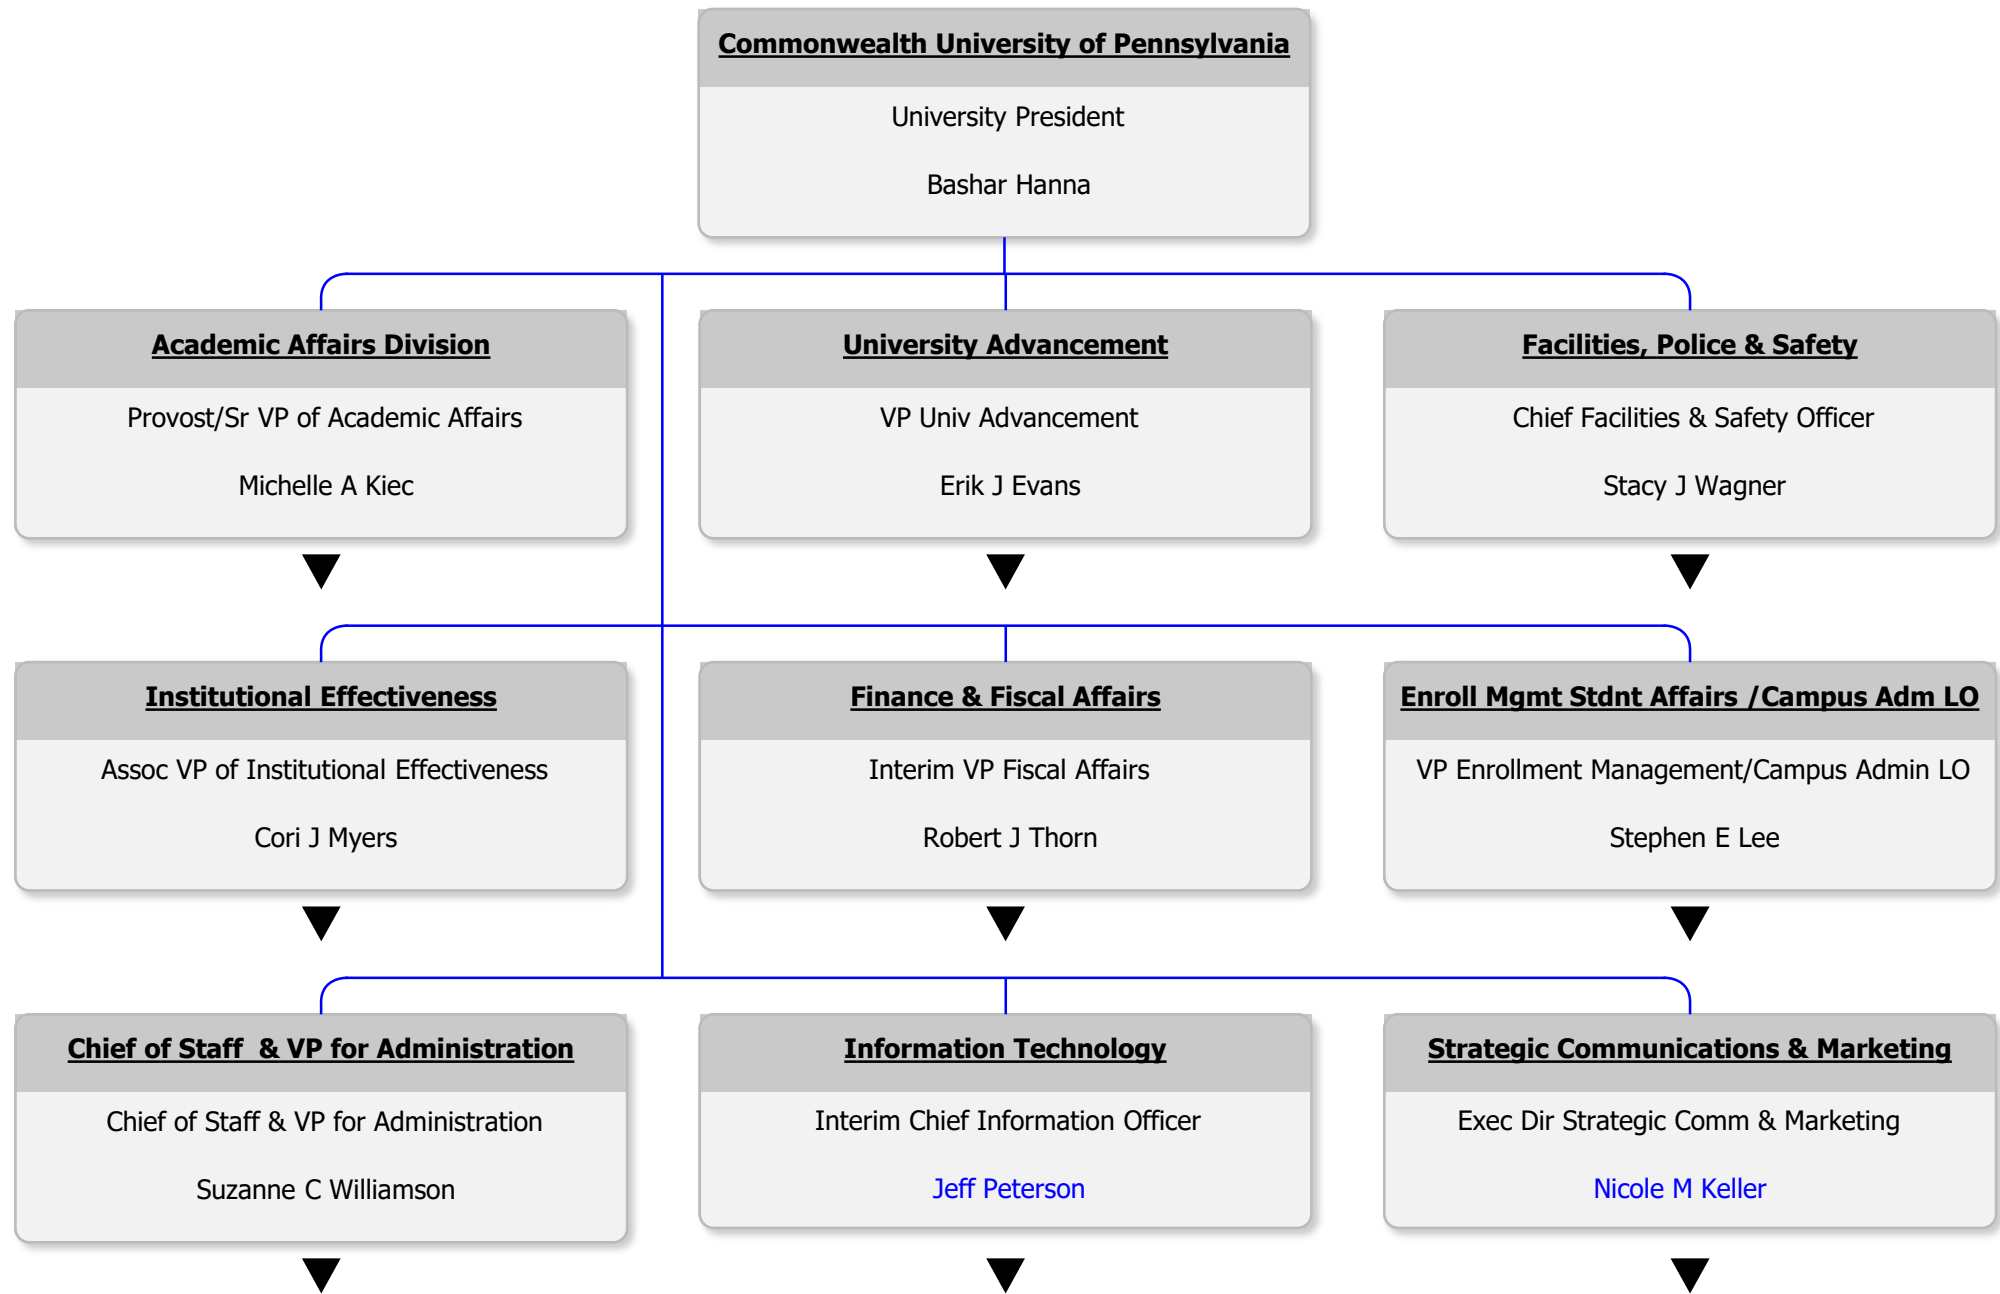 Commonwealth University of Pennsylvania
University President
Bashar Hanna
Academic Affairs Division
Provost/Sr VP of Academic Affairs
Michelle A Kiec
University Advancement
VP Univ Advancement
Erik J Evans
Facilities, Police & Safety
Chief Facilities & Safety Officer
Stacy J Wagner
Institutional Effectiveness
Assoc VP of Institutional Effectiveness
Cori J Myers
Finance & Fiscal Affairs
Interim VP Fiscal Affairs
Robert J Thorn
Enroll Mgmt Stdnt Affairs /Campus Adm LO
VP Enrollment Management/Campus Admin LO
Stephen E Lee
Chief of Staff  & VP for Administration
Chief of Staff & VP for Administration
Suzanne C Williamson
Information Technology
Interim Chief Information Officer
Jeff Peterson
Strategic Communications & Marketing
Exec Dir Strategic Comm & Marketing
Nicole M Keller